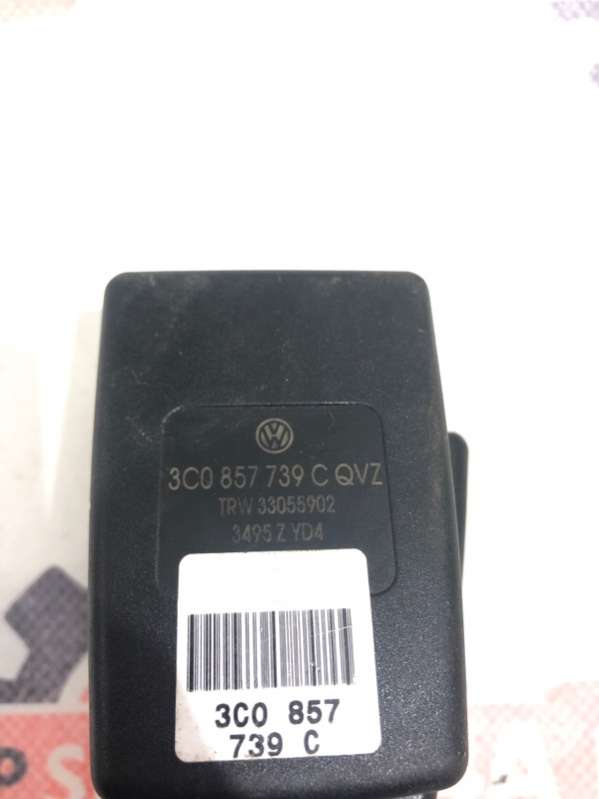 3C0 857 739 C QVZ
TRW 33055902
3495 Z YD4
3C0 857
739 C